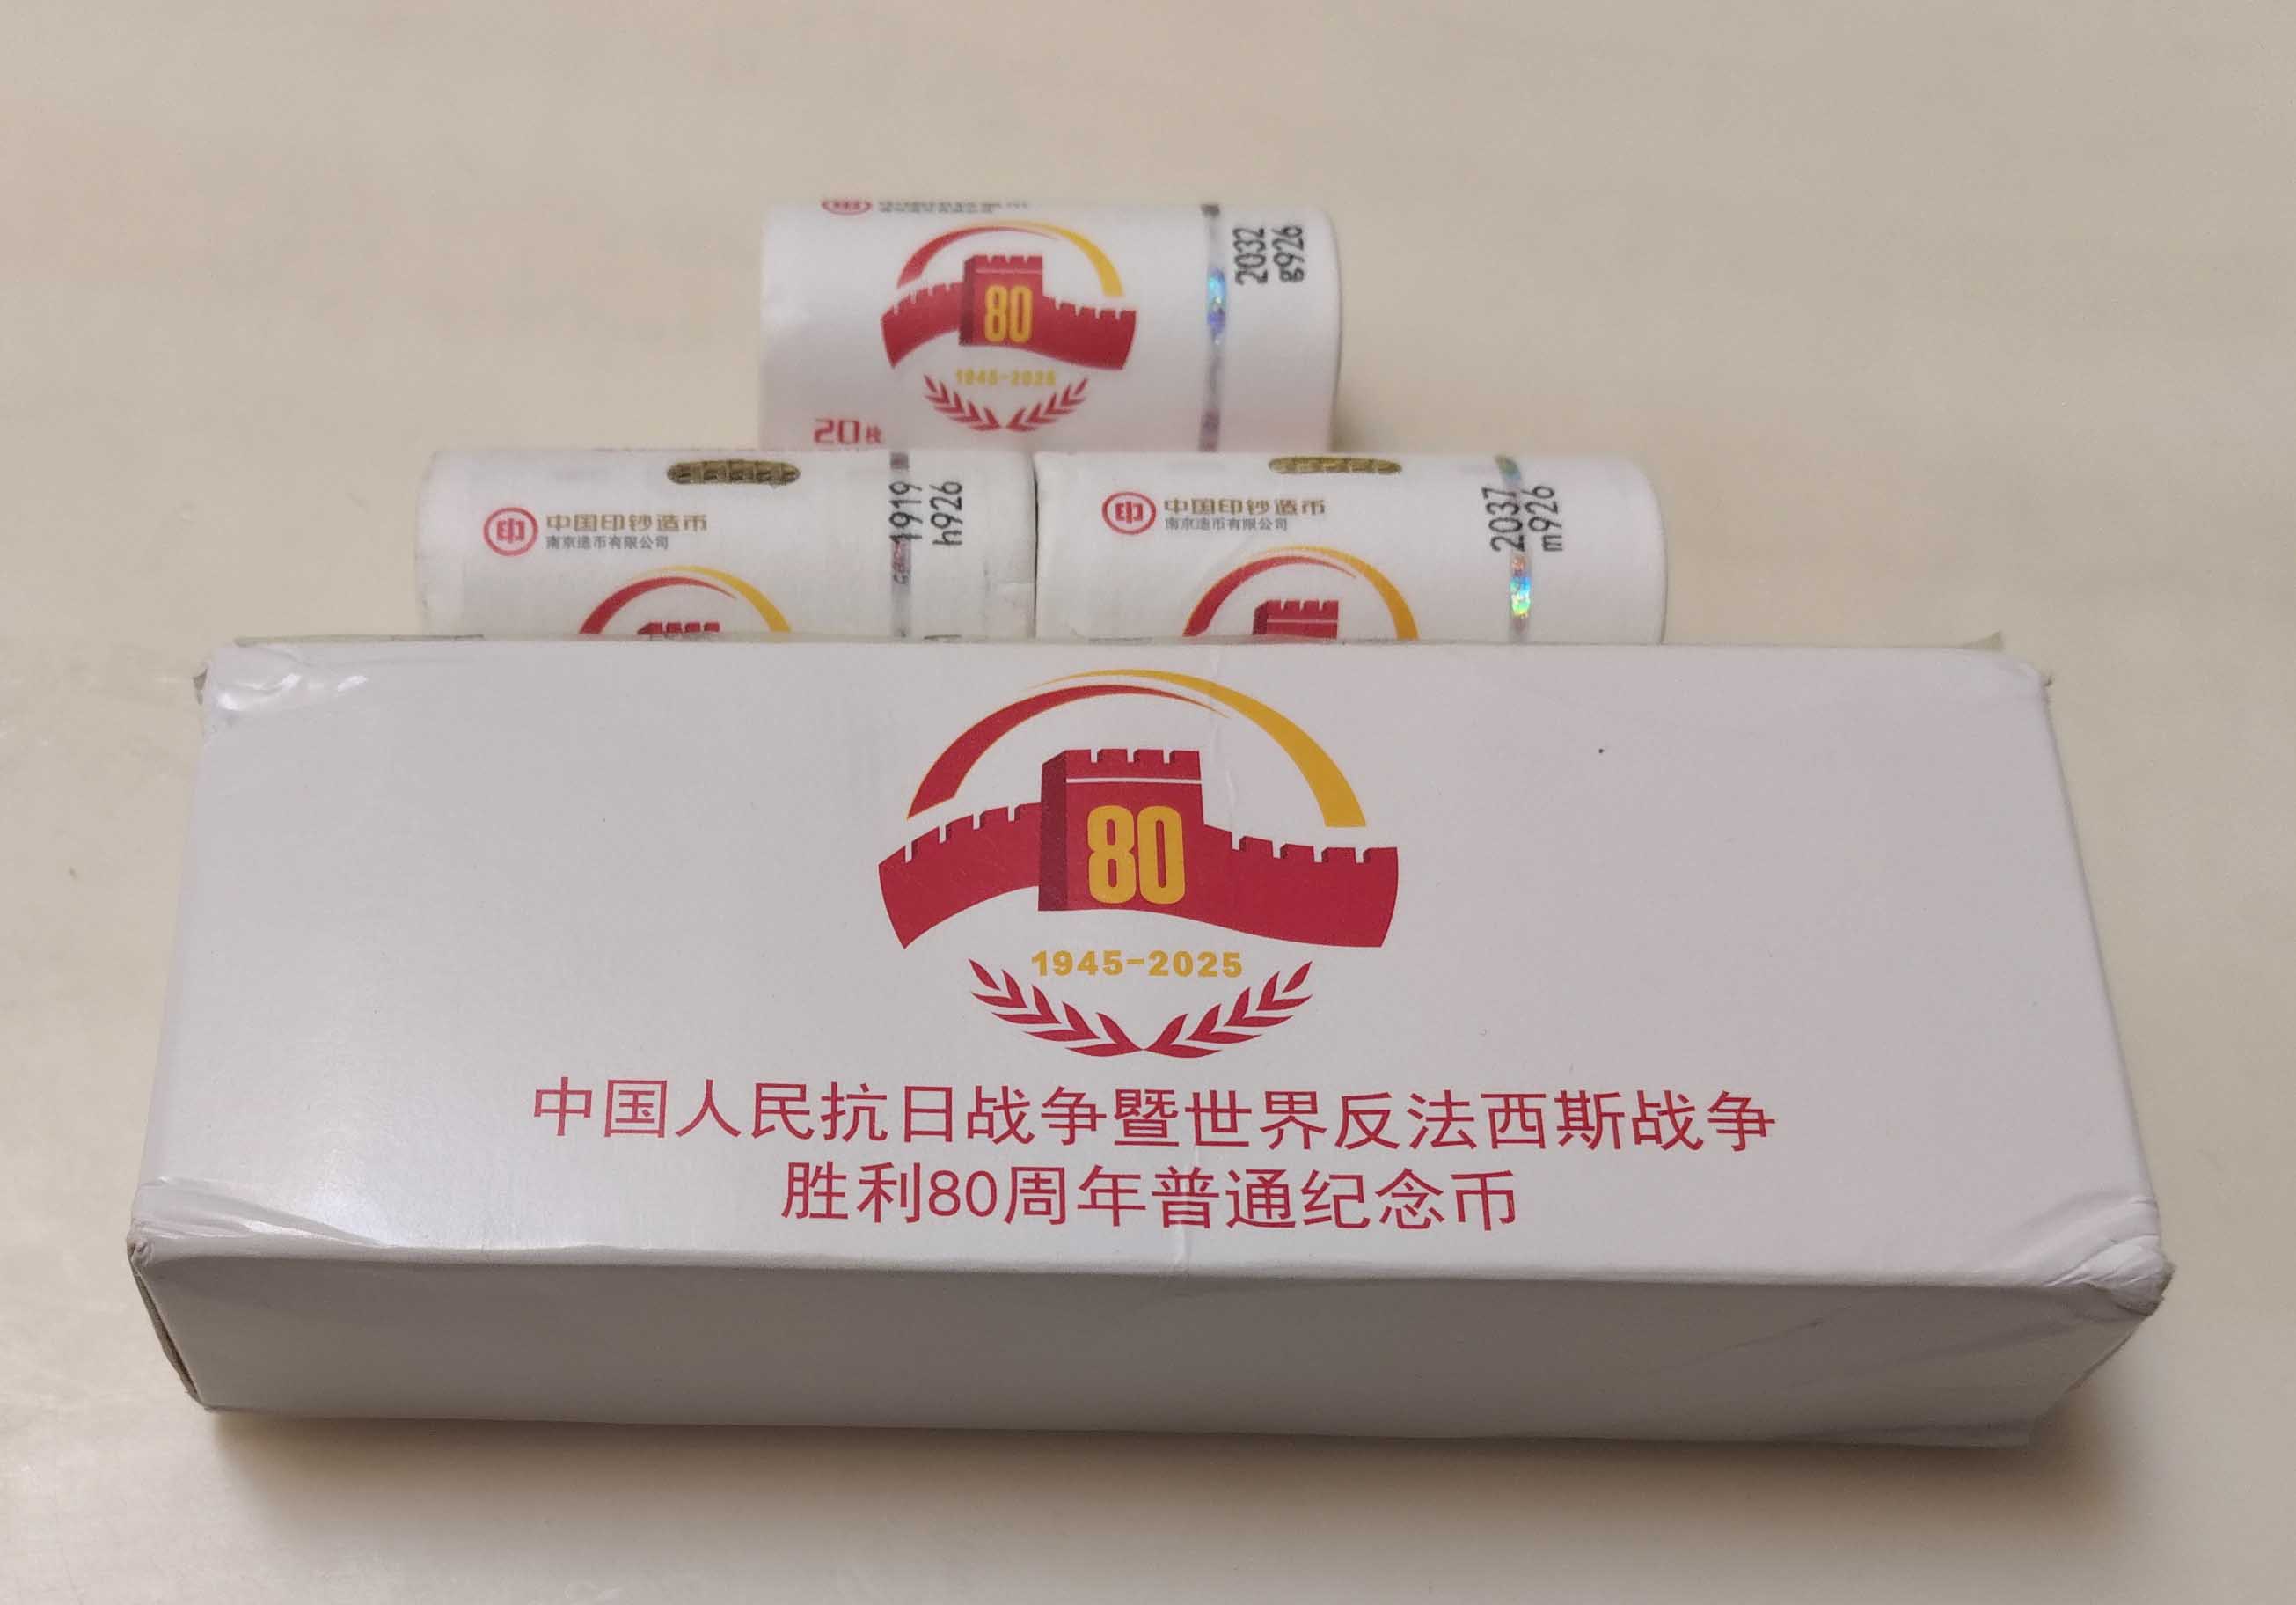 80
1945-2025
20枚
2032
g926
中国印钞造币
南京造币有限公司
1919
h926
中国印钞造币
南京造币有限公司
2037
m926
80
1945-2025
中国人民抗日战争暨世界反法西斯战争
胜利80周年普通纪念币